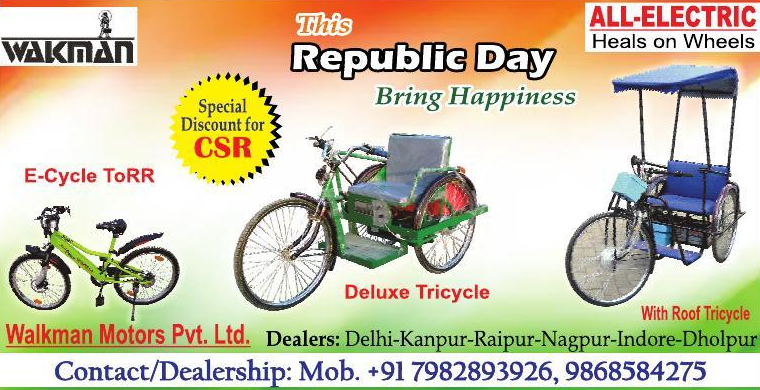 WAKMAN
This
Republic Day
Bring Happiness
ALL-ELECTRIC
Heals on Wheels
Special
Discount for
CSR
E-Cycle ToRR
Deluxe Tricycle
With Roof Tricycle
Walkman Motors Pvt. Ltd. Dealers: Delhi-Kanpur-Raipur-Nagpur-Indore-Dholpur
Contact/Dealership: Mob. +91 7982893926, 9868584275